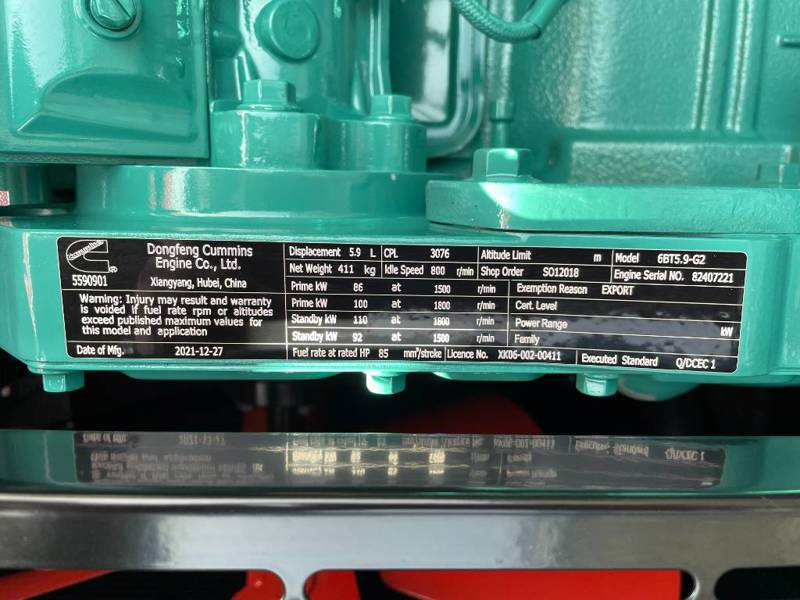 Cummins
®
5590901
Dongfeng Cummins
Engine Co., Ltd.
Xiangyang, Hubei, China
Warning: Injury may result and warranty
is voided if fuel rate rpm or altitudes
exceed published maximum values for
this model and application
Date of Mfg. 2021-12-27
Displacement 5.9 L CPL 3076 Altitude Limit m Model 6BT5.9-G2
Net Weight 411 kg Idle Speed 800 r/min Shop Order SO12018 Engine Serial NO. 82407221
Prime kW 86 at 1500 r/min Exemption Reason EXPORT
Prime kW 100 at 1800 r/min Cert. Level
Standby kW 110 at 1800 r/min Power Range kW
Standby kW 92 at 1500 r/min Family
Fuel rate at rated HP 85 mm³/stroke Licence No. XK06-002-00411 Executed Standard Q/DCEC 1